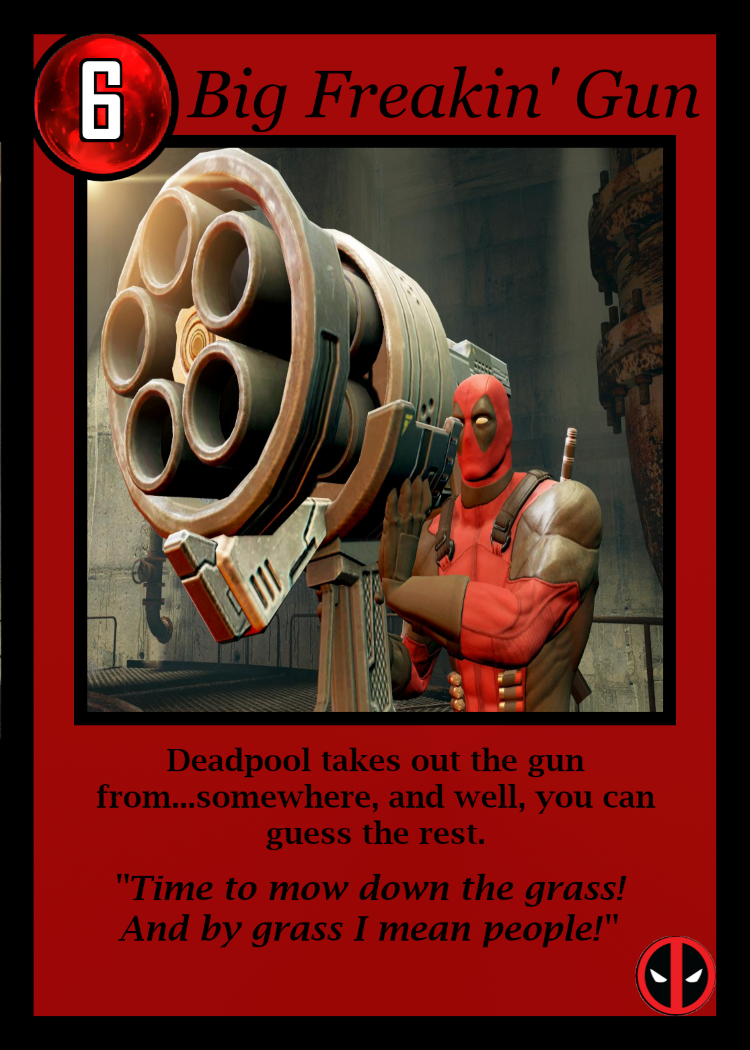 6
Big Freakin' Gun
Deadpool takes out the gun
from...somewhere, and well, you can
guess the rest.
"Time to mow down the grass!
And by grass I mean people!"